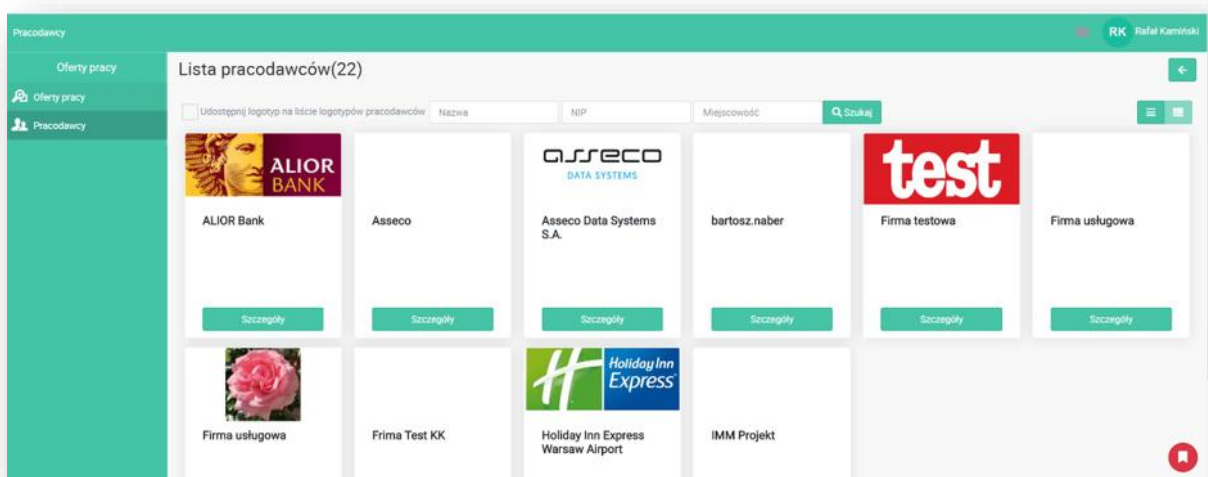 Pracodawcy
RK Rafał Kamiński
Oferty pracy
Oferty pracy
Pracodawcy
Lista pracodawców(22)
Udostępnij logotyp na liście logotypów pracodawców Nazwa NIP Miejscowość Szukaj
ALIOR
BANK
ALIOR Bank
Szczegóły
Asseco
Szczegóły
asseco
DATA SYSTEMS
Asseco Data Systems
S.A.
Szczegóły
bartosz.naber
Szczegóły
test
Firma testowa
Szczegóły
Firma usługowa
Szczegóły
Firma usługowa
Frima Test KK
H
Holiday Inn
Express
Holiday Inn Express
Warsaw Airport
IMM Projekt